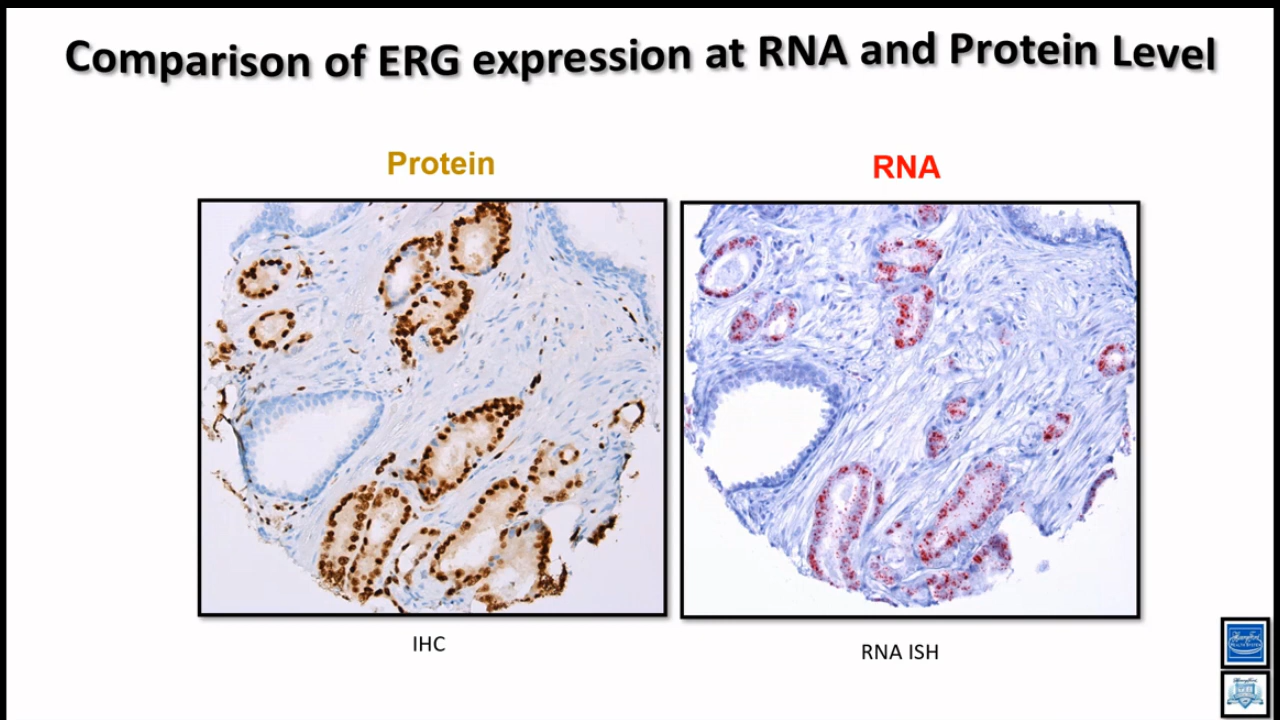 Comparison of ERG expression at RNA and Protein Level
Protein
RNA
IHC
RNA ISH